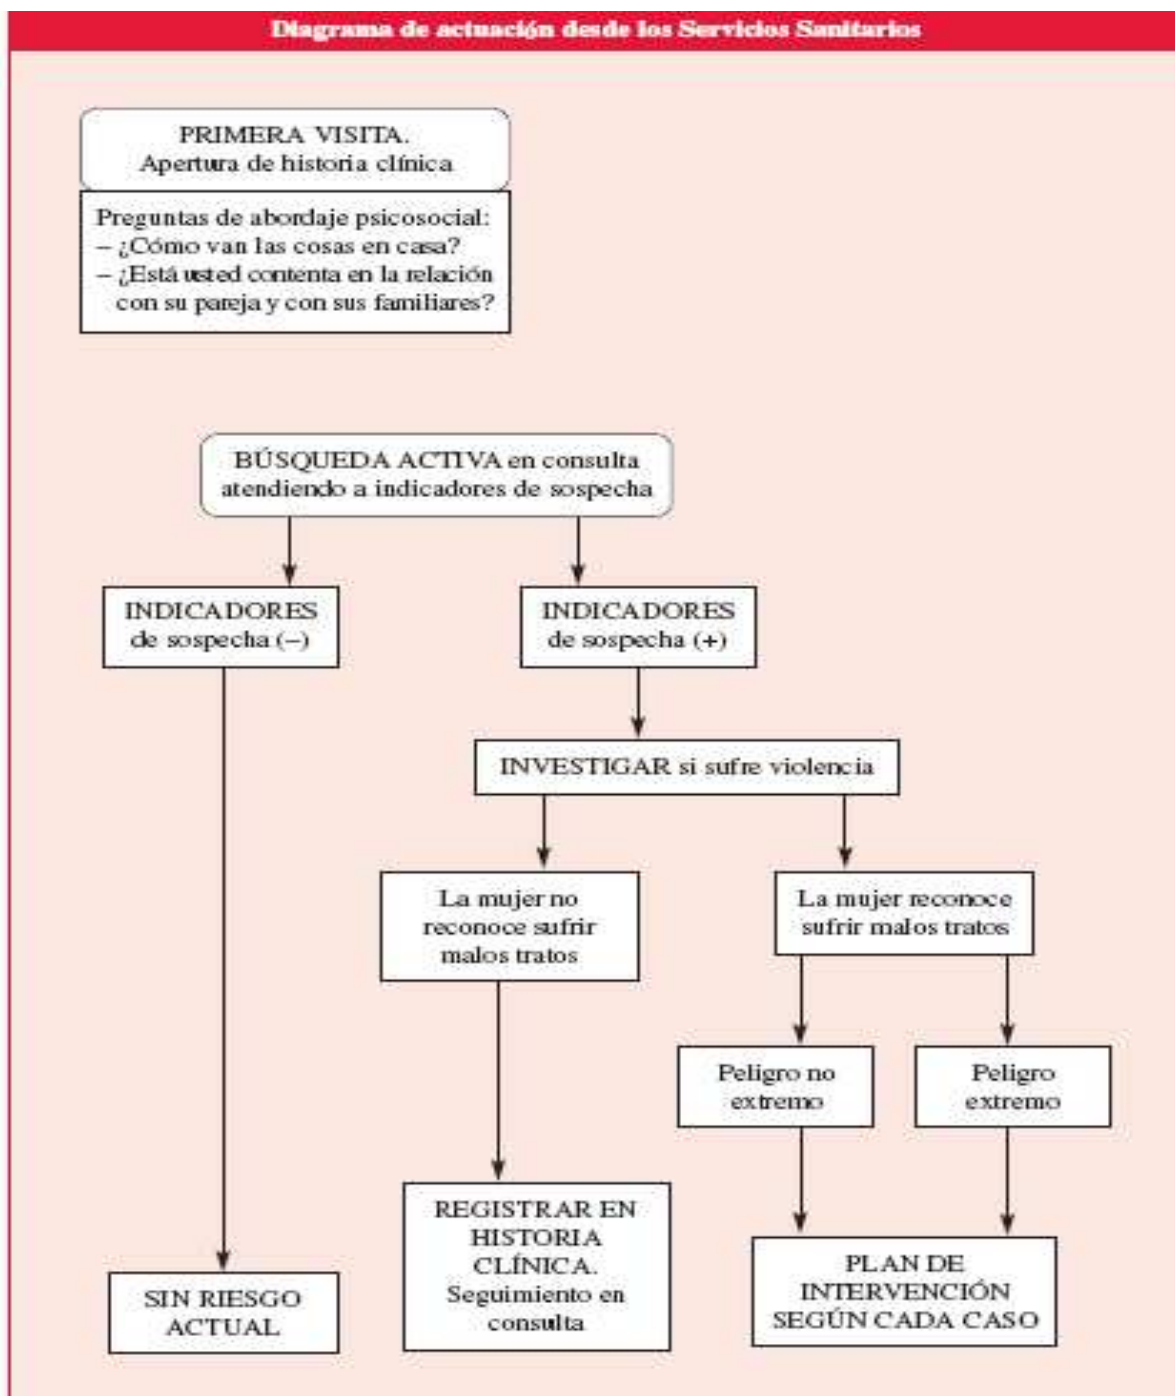 Diagrama de actuación desde los Servicios Sanitarios
PRIMERA VISITA.
Apertura de historia clínica
Preguntas de abordaje psicosocial:
– ¿Cómo van las cosas en casa?
– ¿Está usted contenta en la relación
con su pareja y con sus familiares?
BÚSQUEDA ACTIVA en consulta
atendiendo a indicadores de sospecha
INDICADORES
de sospecha (–)
INDICADORES
de sospecha (+)
INVESTIGAR si sufre violencia
La mujer no
reconoce sufrir
malos tratos
La mujer reconoce
sufrir malos tratos
Peligro no
extremo
Peligro
extremo
REGISTRAR EN
HISTORIA
CLÍNICA.
Seguimiento en
consulta
PLAN DE
INTERVENCIÓN
SEGÚN CADA CASO
SIN RIESGO
ACTUAL